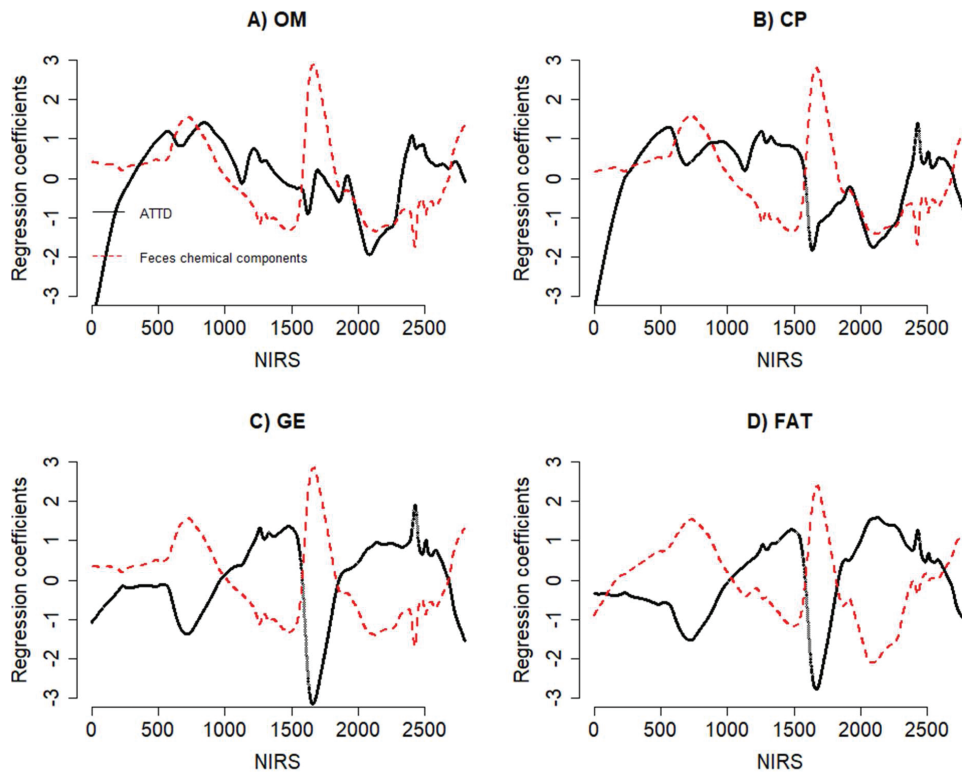 A) OM
B) CP
Regression coefficients
3
2
1
0
-1
-2
-3
ATTD
Feces chemical components
0 500 1000 1500 2000 2500
NIRS
Regression coefficients
3
2
1
0
-1
-2
-3
0 500 1000 1500 2000 2500
NIRS
C) GE
D) FAT
Regression coefficients
3
2
1
0
-1
-2
-3
0 500 1000 1500 2000 2500
NIRS
Regression coefficients
3
2
1
0
-1
-2
-3
0 500 1000 1500 2000 2500
NIRS